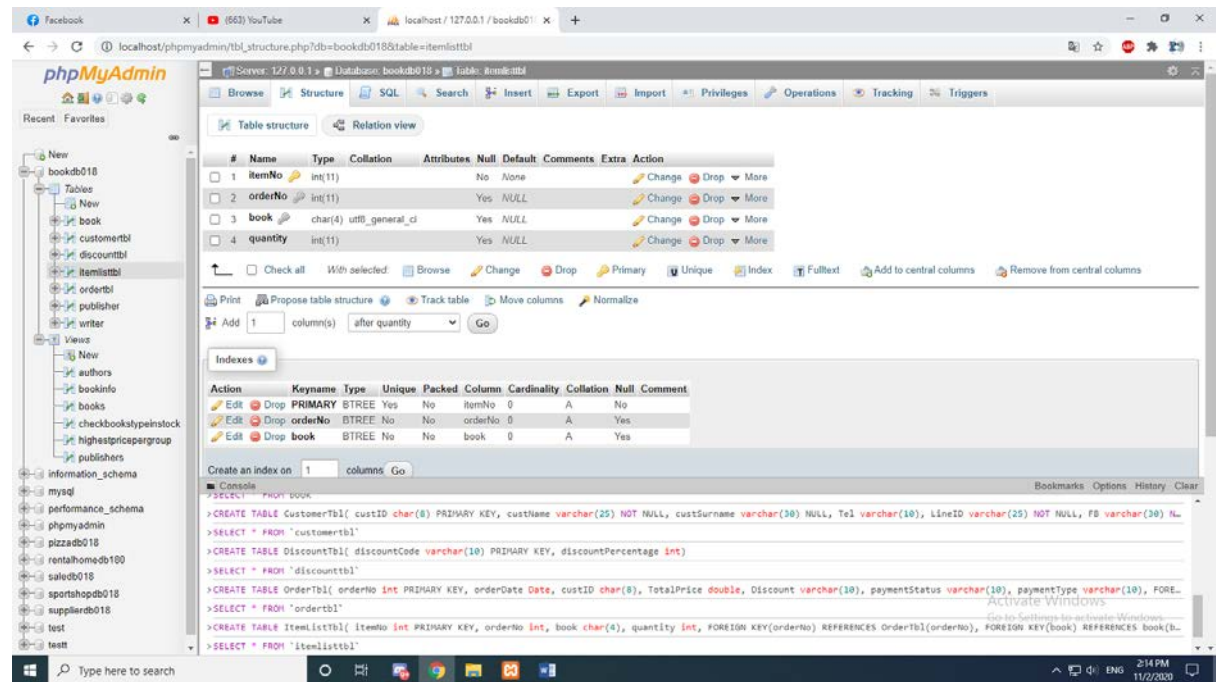 Facebook
(663) YouTube
localhost / 127.0.0.1 / bookdb01
localhost/phpmyadmin/tbl_structure.php?db=bookdb018&table=itemlisttbl
phpMyAdmin
Recent Favorites
New
bookdb018
Tables
New
book
customertbl
discounttbl
itemlisttbl
ordertbl
publisher
writer
Views
New
authors
bookinfo
books
checkbookstypeinstock
highestpricepergroup
publishers
information_schema
mysql
performance_schema
phpmyadmin
pizzadb018
rentalhomedb180
saledb018
sportshopdb018
supplierdb018
test
testt
Server: 127.0.0.1 » Database: bookdb018 » Table: itemlisttbl
Browse Structure SQL Search Insert Export Import Privileges Operations Tracking Triggers
Table structure Relation view
# Name Type Collation Attributes Null Default Comments Extra Action
1 itemNo int(11) No None Change Drop More
2 orderNo int(11) Yes NULL Change Drop More
3 book char(4) utf8_general_ci Yes NULL Change Drop More
4 quantity int(11) Yes NULL Change Drop More
Check all With selected: Browse Change Drop Primary Unique Index Fulltext Add to central columns Remove from central columns
Print Propose table structure Track table Move columns Normalize
Add 1 column(s) after quantity Go
Indexes
Action Keyname Type Unique Packed Column Cardinality Collation Null Comment
Edit Drop PRIMARY BTREE Yes No itemNo 0 A No
Edit Drop orderNo BTREE No No orderNo 0 A Yes
Edit Drop book BTREE No No book 0 A Yes
Create an index on 1 columns Go
Console Bookmarks Options History Clear
>SELECT * FROM book
>CREATE TABLE CustomerTbl( custID char(8) PRIMARY KEY, custName varchar(25) NOT NULL, custSurname varchar(30) NULL, Tel varchar(10), LineID varchar(25) NOT NULL, FB varchar(30) N…
>SELECT * FROM `customertbl`
>CREATE TABLE DiscountTbl( discountCode varchar(10) PRIMARY KEY, discountPercentage int)
>SELECT * FROM `discounttbl`
>CREATE TABLE OrderTbl( orderNo int PRIMARY KEY, orderDate Date, custID char(8), TotalPrice double, Discount varchar(10), paymentStatus varchar(10), paymentType varchar(10), FORE…
>SELECT * FROM `ordertbl`
>CREATE TABLE ItemListTbl( itemNo int PRIMARY KEY, orderNo int, book char(4), quantity int, FOREIGN KEY(orderNo) REFERENCES OrderTbl(orderNo), FOREIGN KEY(book) REFERENCES book(b…
>SELECT * FROM `itemlisttbl`
Activate Windows
Go to Settings to activate Windows.
Type here to search
ENG
2:14 PM
11/2/2020